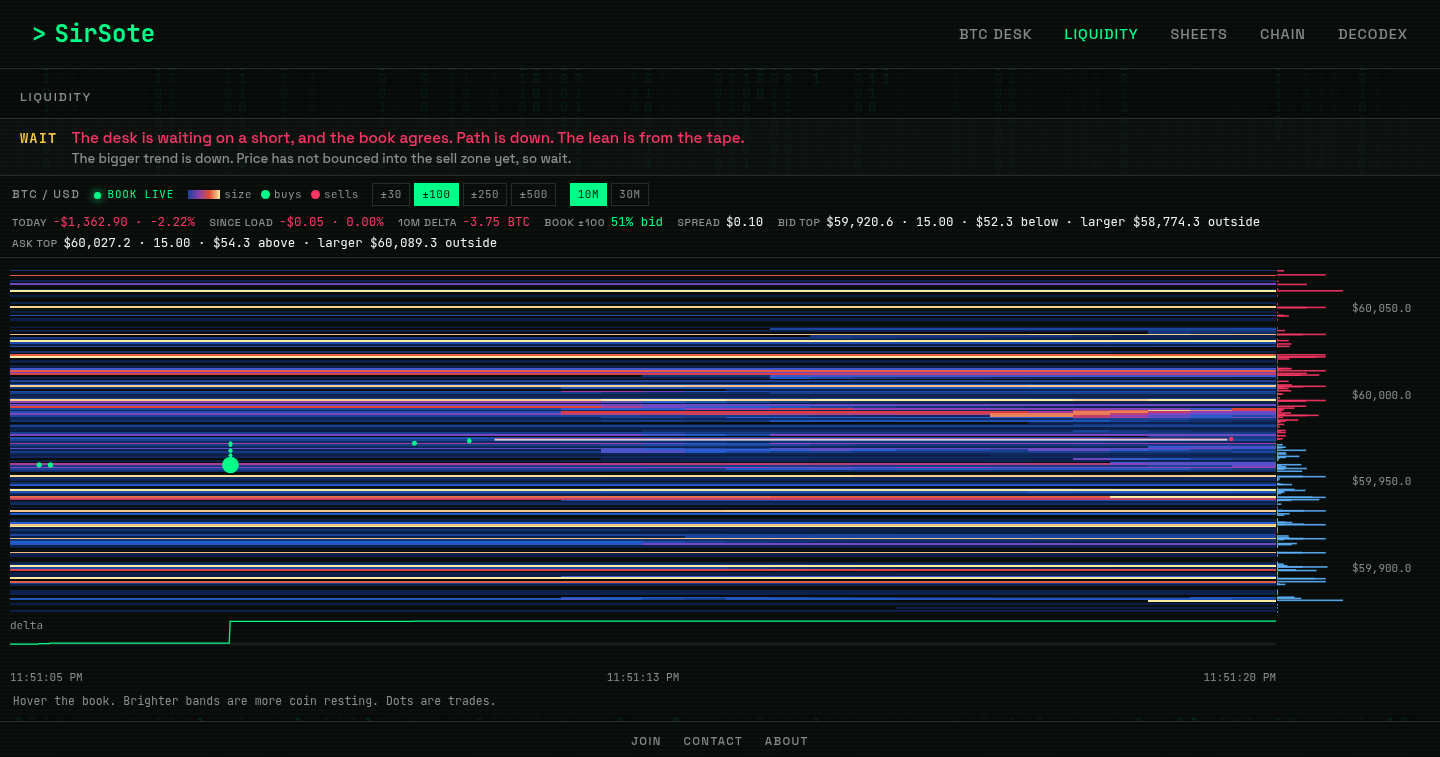 > SirSote
BTC DESK LIQUIDITY SHEETS CHAIN DECODEX
LIQUIDITY
WAIT The desk is waiting on a short, and the book agrees. Path is down. The lean is from the tape.
The bigger trend is down. Price has not bounced into the sell zone yet, so wait.
BTC / USD BOOK LIVE size buys sells ±30 ±100 ±250 ±500 10M 30M
TODAY -$1,362.90 · -2.22% SINCE LOAD -$0.05 · 0.00% 10M DELTA -3.75 BTC BOOK ±100 51% bid SPREAD $0.10 BID TOP $59,920.6 · 15.00 · $52.3 below · larger $58,774.3 outside
ASK TOP $60,027.2 · 15.00 · $54.3 above · larger $60,089.3 outside
$60,050.0
$60,000.0
$59,950.0
$59,900.0
delta
11:51:05 PM 11:51:13 PM 11:51:20 PM
Hover the book. Brighter bands are more coin resting. Dots are trades.
JOIN CONTACT ABOUT